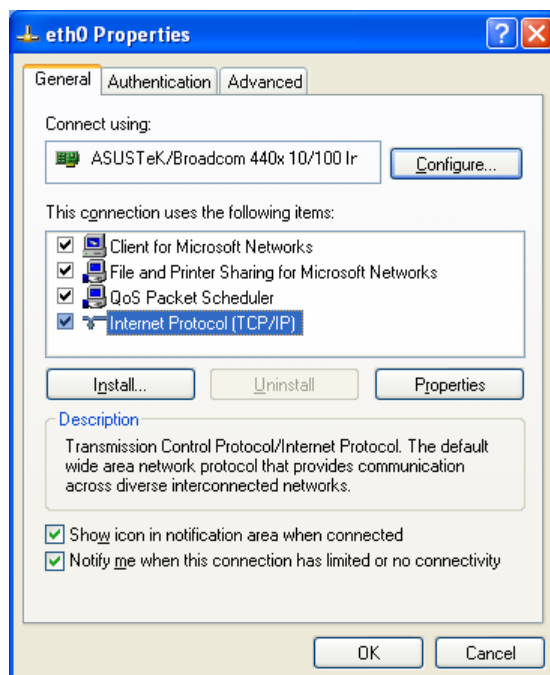 eth0 Properties
General Authentication Advanced
Connect using:
ASUSTeK/Broadcom 440x 10/100 Ir
Configure...
This connection uses the following items:
Client for Microsoft Networks
File and Printer Sharing for Microsoft Networks
QoS Packet Scheduler
Internet Protocol (TCP/IP)
Install... Uninstall Properties
Description
Transmission Control Protocol/Internet Protocol. The default
wide area network protocol that provides communication
across diverse interconnected networks.
Show icon in notification area when connected
Notify me when this connection has limited or no connectivity
OK Cancel